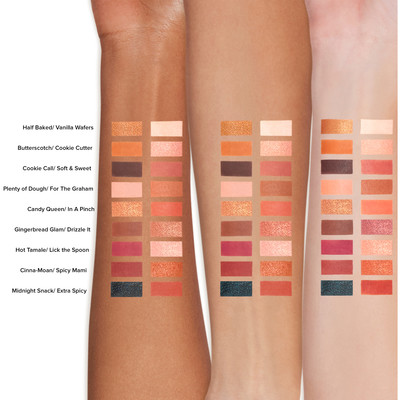 Half Baked/ Vanilla Wafers
Butterscotch/ Cookie Cutter
Cookie Call/ Soft & Sweet
Plenty of Dough/ For The Graham
Candy Queen/ In A Pinch
Gingerbread Glam/ Drizzle It
Hot Tamale/ Lick the Spoon
Cinna-Moan/ Spicy Mami
Midnight Snack/ Extra Spicy